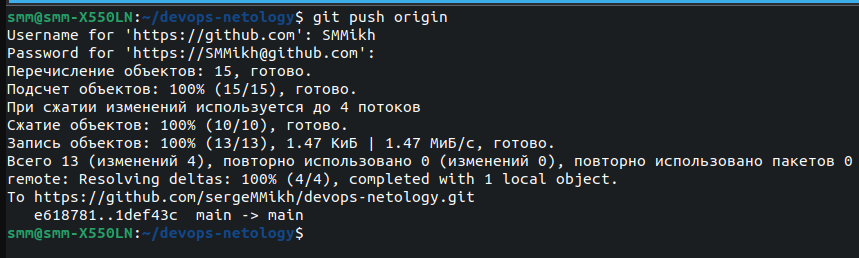 smm@smm-X550LN:~/devops-netology$ git push origin
Username for 'https://github.com': SMMikh
Password for 'https://SMMikh@github.com':
Перечисление объектов: 15, готово.
Подсчет объектов: 100% (15/15), готово.
При сжатии изменений используется до 4 потоков
Сжатие объектов: 100% (10/10), готово.
Запись объектов: 100% (13/13), 1.47 КиБ | 1.47 МиБ/с, готово.
Всего 13 (изменений 4), повторно использовано 0 (изменений 0), повторно использовано пакетов 0
remote: Resolving deltas: 100% (4/4), completed with 1 local object.
To https://github.com/sergeMMikh/devops-netology.git
   e618781..1def43c  main -> main
smm@smm-X550LN:~/devops-netology$